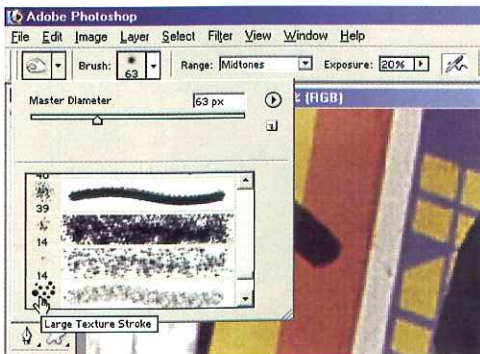 Adobe Photoshop
File Edit Image Layer Select Filter View Window Help
Brush: 63 Range: Midtones Exposure: 20%
Master Diameter 63 px
% (RGB)
39
14
14
Large Texture Stroke